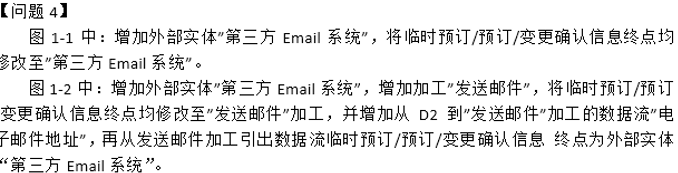 【问题 4】
图 1-1 中：增加外部实体”第三方 Email 系统”，将临时预订/预订/变更确认信息终点均
修改至”第三方 Email 系统”。
图 1-2 中：增加外部实体”第三方 Email 系统”，增加加工”发送邮件”，将临时预订/预订
/变更确认信息终点均修改至”发送邮件”加工，并增加从 D2 到”发送邮件”加工的数据流”电
子邮件地址”，再从发送邮件加工引出数据流临时预订/预订/变更确认信息 终点为外部实体
“第三方 Email 系统”。